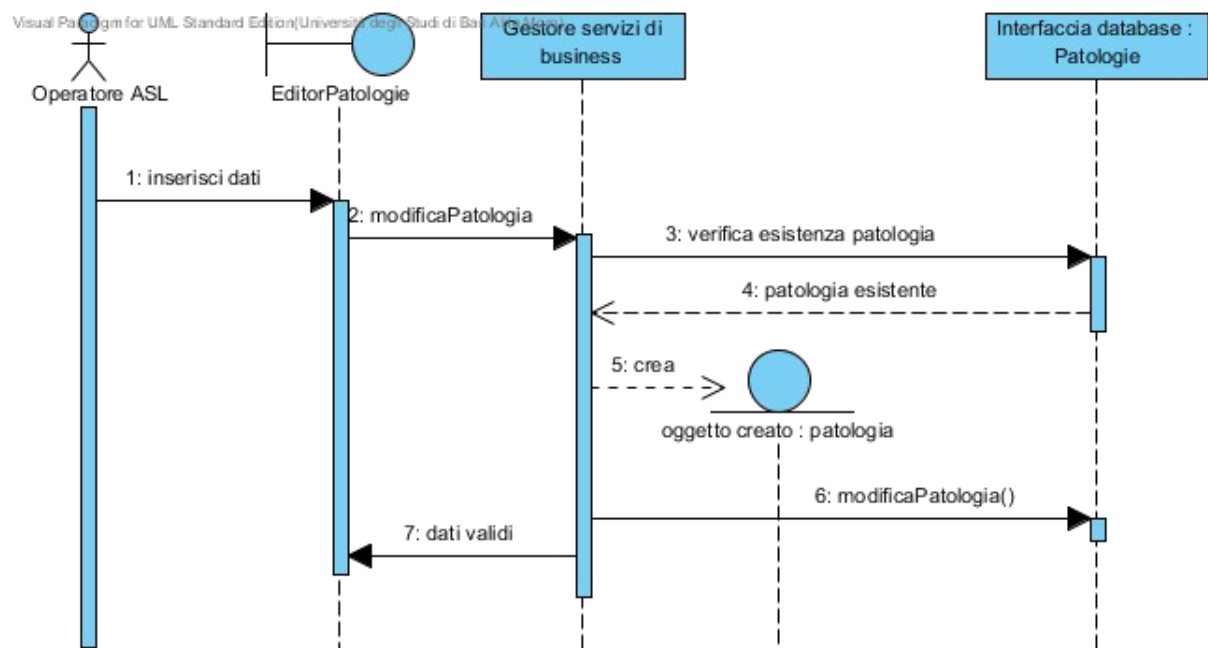 Visual Paradigm for UML Standard Edition(Università degli Studi di Bari Aldo Moro)
Operatore ASL
EditorPatologie
Gestore servizi di
business
Interfaccia database :
Patologie
1: inserisci dati
2: modificaPatologia
3: verifica esistenza patologia
4: patologia esistente
5: crea
oggetto creato : patologia
6: modificaPatologia()
7: dati validi